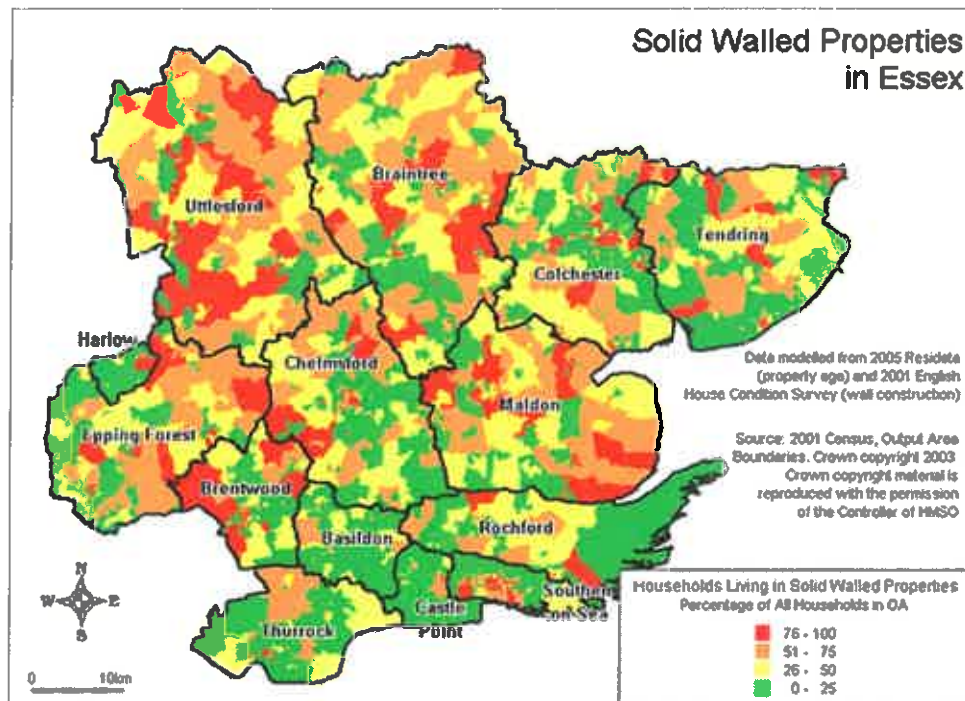 Solid Walled Properties
in Essex
Braintree
Uttlesford
Tendring
Colchester
Harlow
Chelmsford
Data modelled from 2005 Residata
(property age) and 2001 English
House Condition Survey (wall construction)
Maldon
Epping Forest
Source: 2001 Census, Output Area
Boundaries. Crown copyright 2003
Crown copyright material is
reproduced with the permission
of the Controller of HMSO
Brentwood
Rochford
Basildon
N
W E
S
Southend
-on-Sea
Castle
Point
Thurrock
Households Living in Solid Walled Properties
Percentage of All Households in OA
76 - 100
51 - 75
26 - 50
0 - 25
0 10km